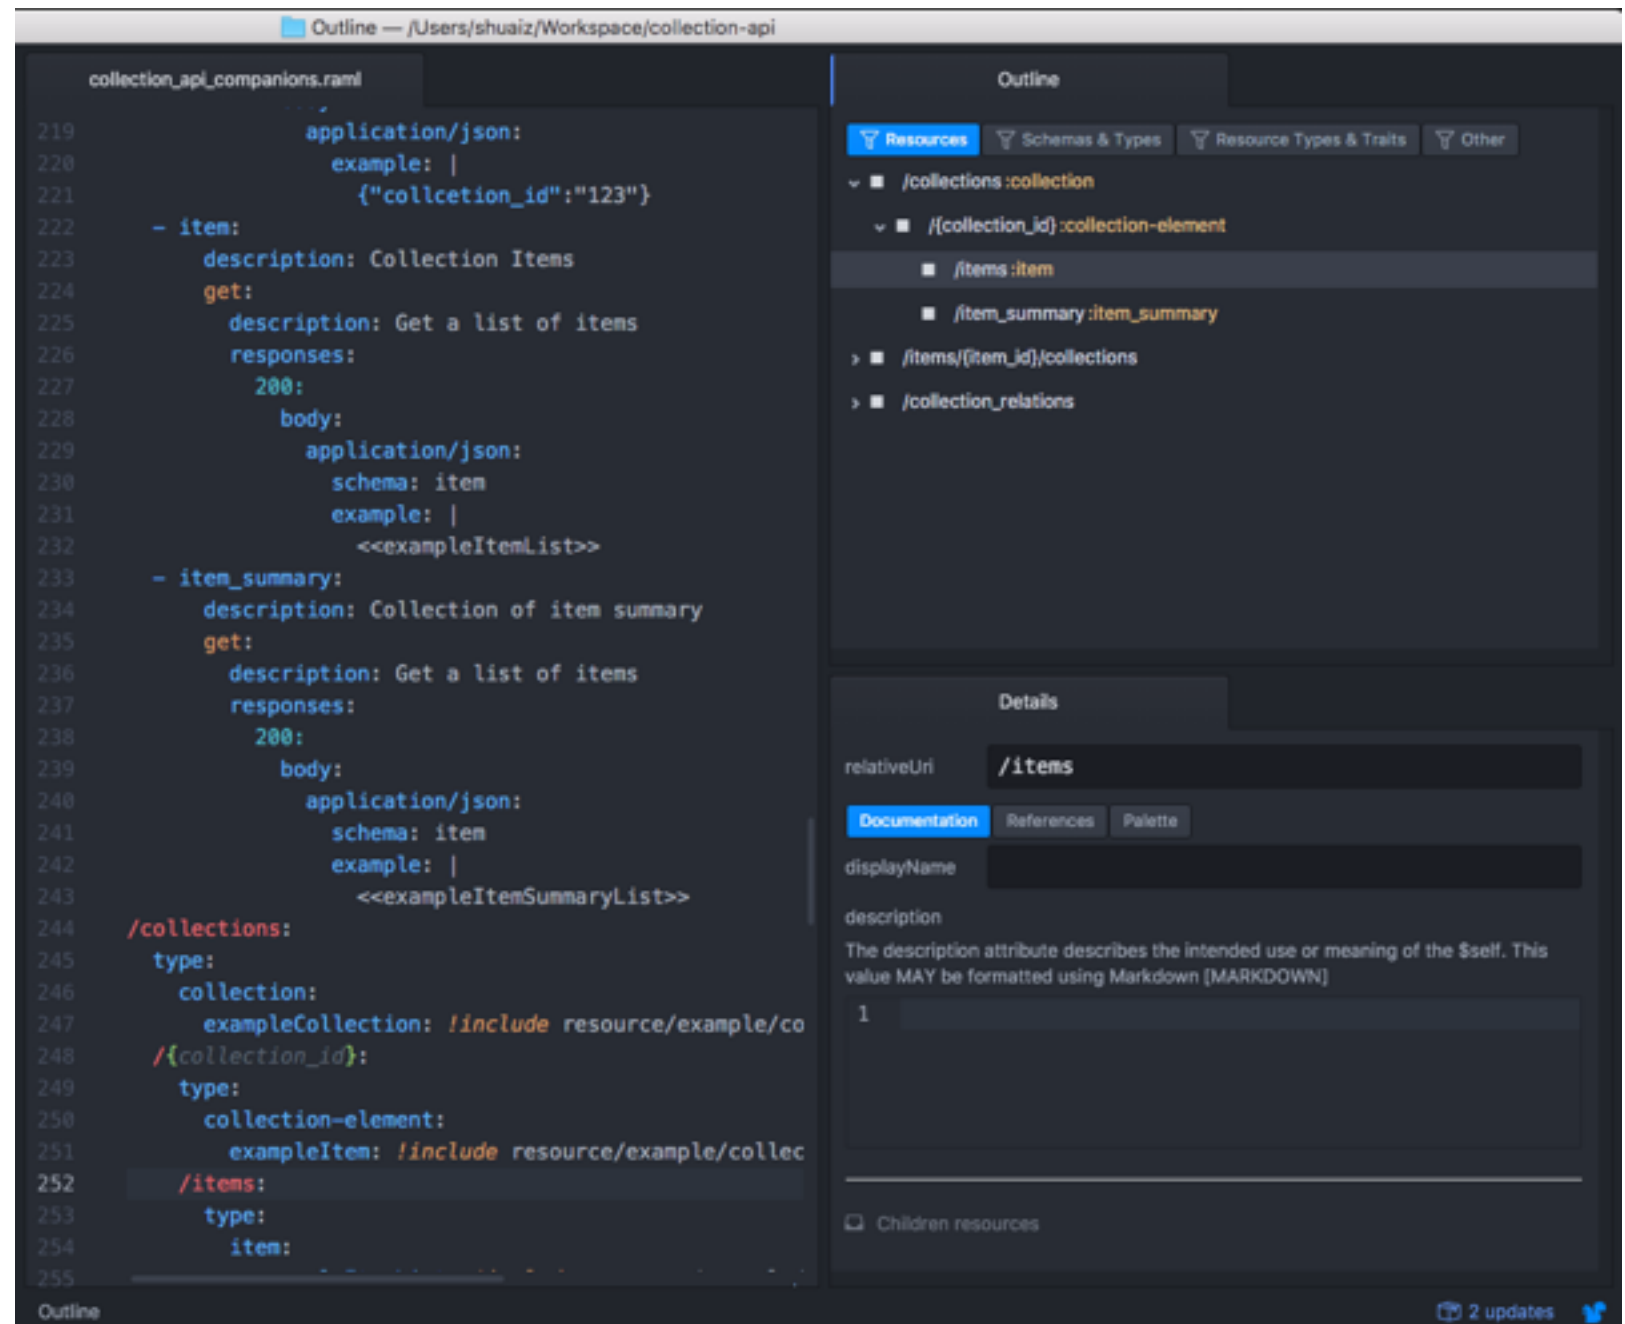 Outline — /Users/shuaiz/Workspace/collection-api
collection_api_companions.raml
219 application/json:
220 example: |
221 {"collcetion_id":"123"}
222 - item:
223 description: Collection Items
224 get:
225 description: Get a list of items
226 responses:
227 200:
228 body:
229 application/json:
230 schema: item
231 example: |
232 <<exampleItemList>>
233 - item_summary:
234 description: Collection of item summary
235 get:
236 description: Get a list of items
237 responses:
238 200:
239 body:
240 application/json:
241 schema: item
242 example: |
243 <<exampleItemSummaryList>>
244 /collections:
245 type:
246 collection:
247 exampleCollection: !include resource/example/co
248 /{collection_id}:
249 type:
250 collection-element:
251 exampleItem: !include resource/example/collec
252 /items:
253 type:
254 item:
255
Outline
Resources Schemas & Types Resource Types & Traits Other
/collections :collection
/{collection_id} :collection-element
/items :item
/item_summary :item_summary
/items/{item_id}/collections
/collection_relations
Details
relativeUri /items
Documentation References Palette
displayName
description
The description attribute describes the intended use or meaning of the $self. This
value MAY be formatted using Markdown [MARKDOWN]
1
Children resources
Outline
2 updates